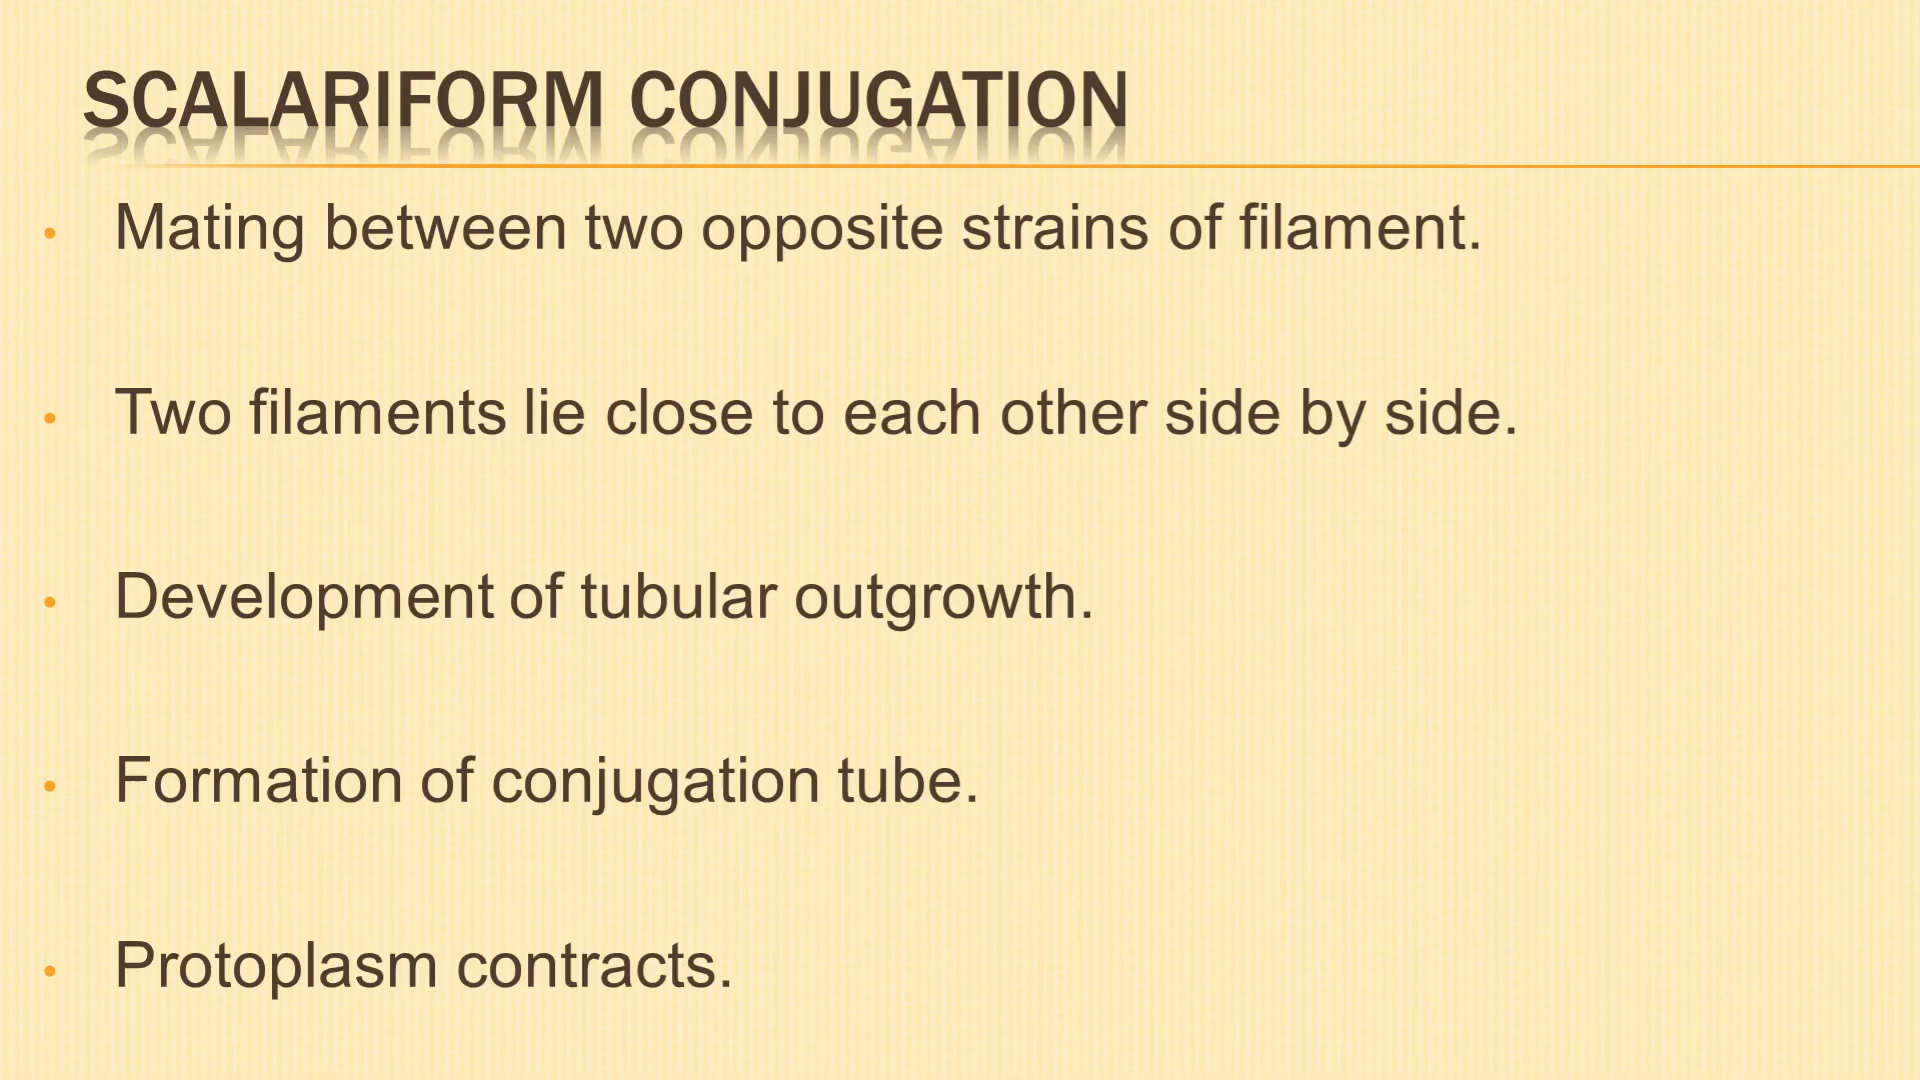 SCALARIFORM CONJUGATION
• Mating between two opposite strains of filament.
• Two filaments lie close to each other side by side.
• Development of tubular outgrowth.
• Formation of conjugation tube.
• Protoplasm contracts.